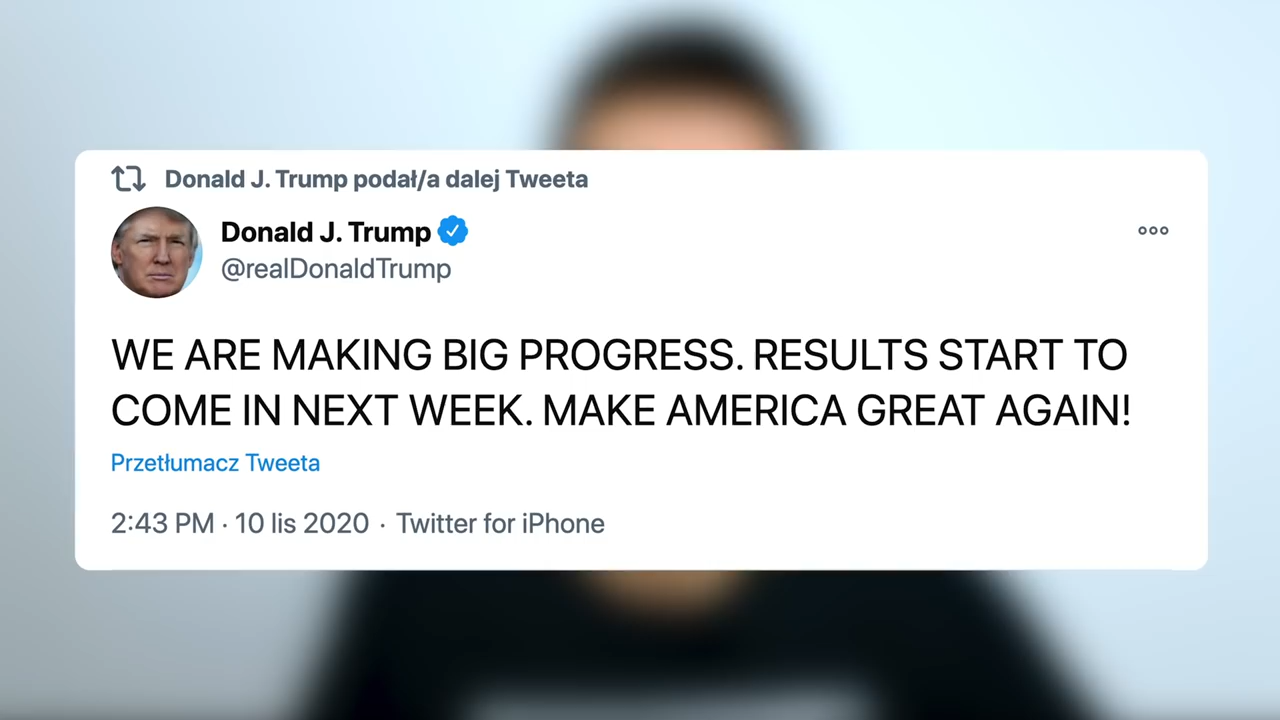 Donald J. Trump podał/a dalej Tweeta
Donald J. Trump
@realDonaldTrump
WE ARE MAKING BIG PROGRESS. RESULTS START TO
COME IN NEXT WEEK. MAKE AMERICA GREAT AGAIN!
Przetłumacz Tweeta
2:43 PM · 10 lis 2020 · Twitter for iPhone